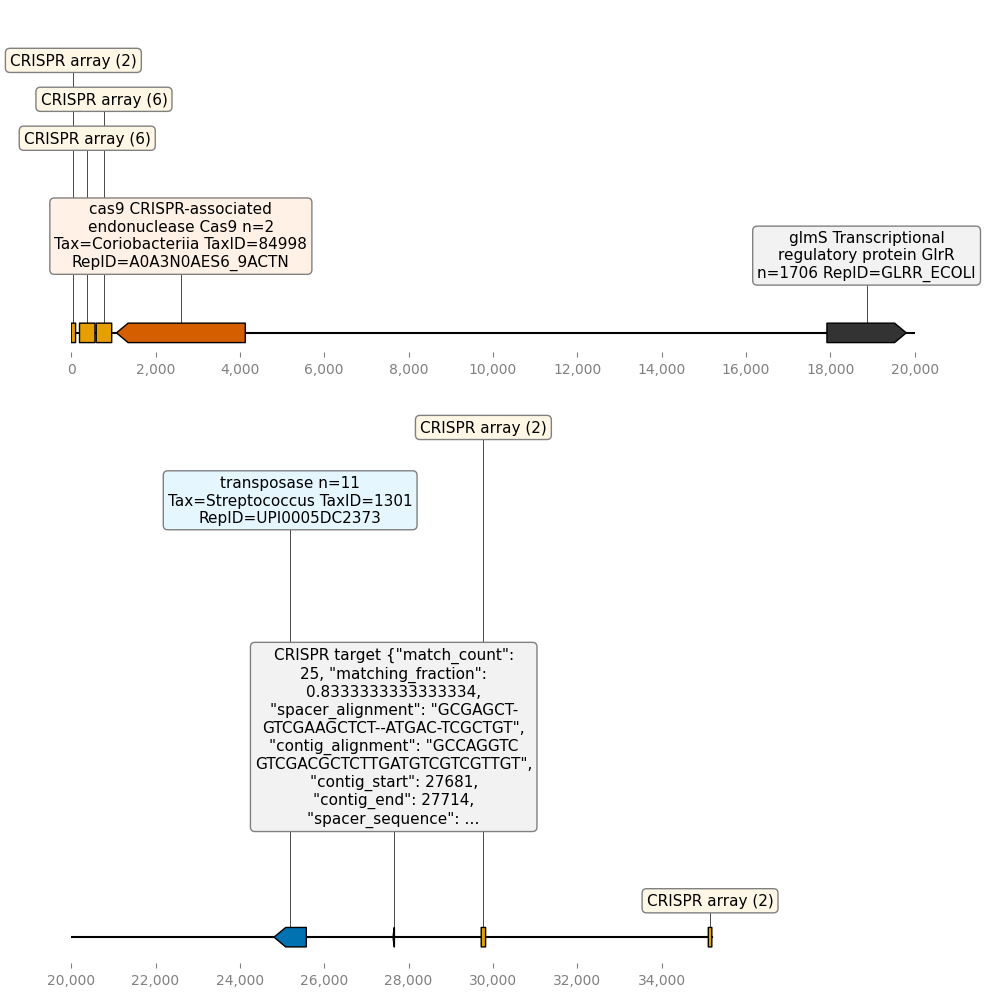 CRISPR array (2)
CRISPR array (6)
CRISPR array (6)
cas9 CRISPR-associated
endonuclease Cas9 n=2
Tax=Coriobacteriia TaxID=84998
RepID=A0A3N0AES6_9ACTN
glmS Transcriptional
regulatory protein GlrR
n=1706 RepID=GLRR_ECOLI
0 2,000 4,000 6,000 8,000 10,000 12,000 14,000 16,000 18,000 20,000
CRISPR array (2)
transposase n=11
Tax=Streptococcus TaxID=1301
RepID=UPI0005DC2373
CRISPR target {"match_count":
25, "matching_fraction":
0.8333333333333334,
"spacer_alignment": "GCGAGCT-
GTCGAAGCTCT--ATGAC-TCGCTGT",
"contig_alignment": "GCCAGGTC
GTCGACGCTCTTGATGTCGTCGTTGT",
"contig_start": 27681,
"contig_end": 27714,
"spacer_sequence": ...
CRISPR array (2)
20,000 22,000 24,000 26,000 28,000 30,000 32,000 34,000